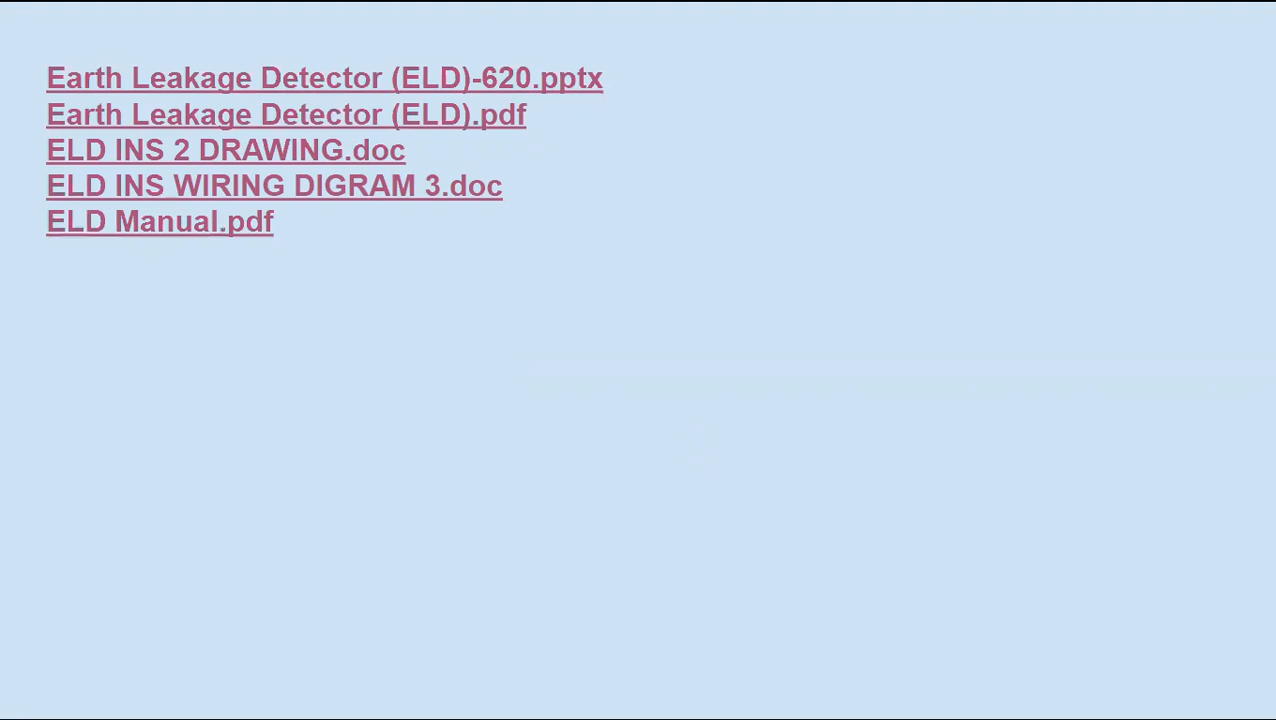 Earth Leakage Detector (ELD)-620.pptx
Earth Leakage Detector (ELD).pdf
ELD INS 2 DRAWING.doc
ELD INS WIRING DIGRAM 3.doc
ELD Manual.pdf